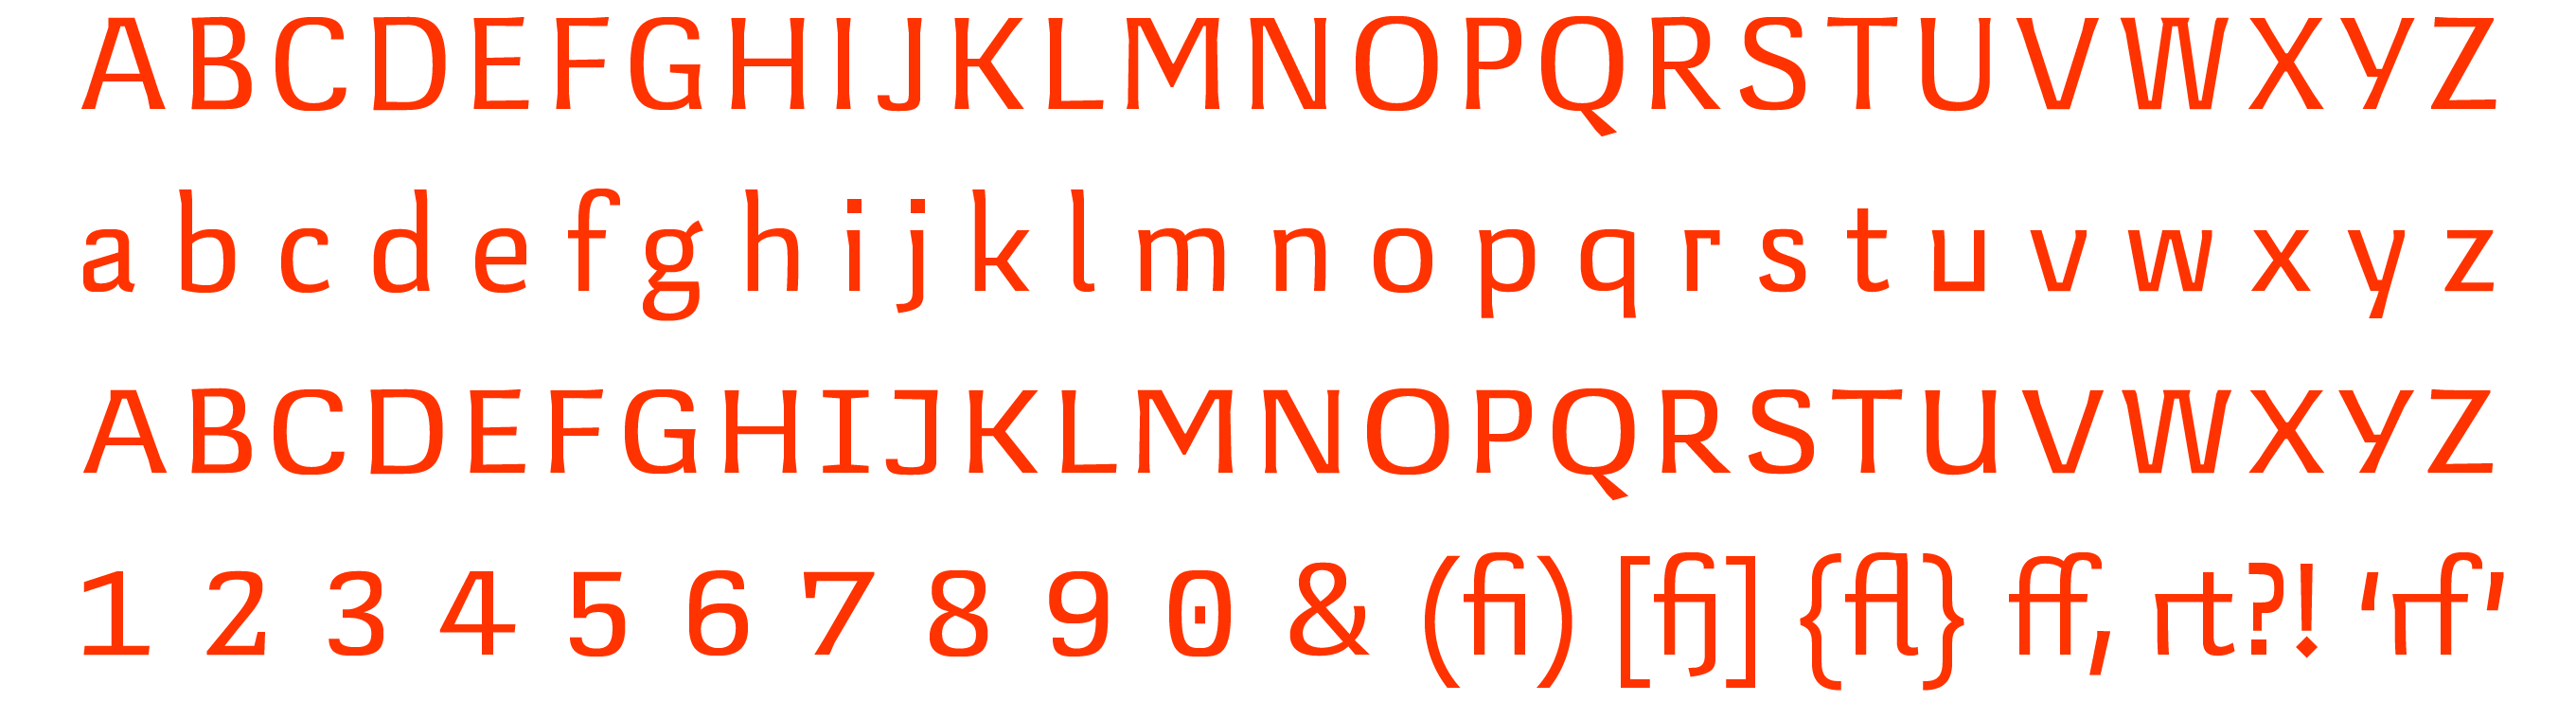 ABCDEFGHIJKLMNOPQRSTUVWXYZ
a b c d e f g h i j k l m n o p q r s t u v w x y z
ABCDEFGHIJKLMNOPQRSTUVWXYZ
1 2 3 4 5 6 7 8 9 0 & (fi) [fj] {fl} ff, rt?! ‘rf’